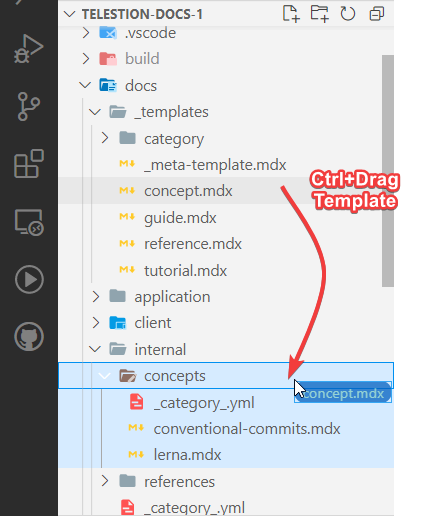 TELESTION-DOCS-1
.vscode
build
docs
_templates
category
_meta-template.mdx
concept.mdx
Ctrl+Drag
Template
guide.mdx
reference.mdx
tutorial.mdx
application
client
internal
concepts
concept.mdx
_category_.yml
conventional-commits.mdx
lerna.mdx
references
_category_.yml